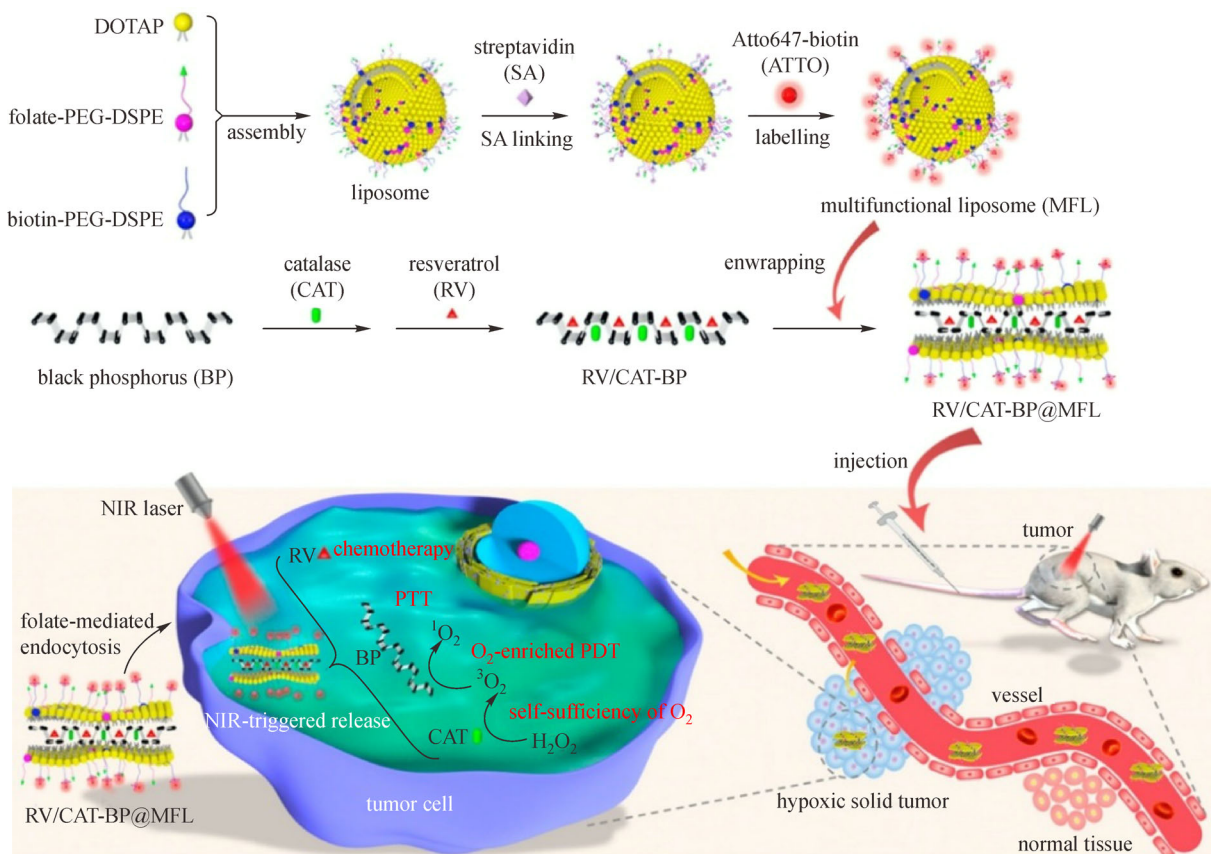 DOTAP
folate-PEG-DSPE
biotin-PEG-DSPE
assembly
liposome
streptavidin
(SA)
SA linking
Atto647-biotin
(ATTO)
labelling
multifunctional liposome (MFL)
catalase
(CAT)
resveratrol
(RV)
enwrapping
black phosphorus (BP)
RV/CAT-BP
RV/CAT-BP@MFL
injection
NIR laser
folate-mediated
endocytosis
RV/CAT-BP@MFL
RV
chemotherapy
PTT
BP
¹O₂
O₂-enriched PDT
³O₂
self-sufficiency of O₂
CAT
H₂O₂
NIR-triggered release
tumor cell
tumor
vessel
hypoxic solid tumor
normal tissue